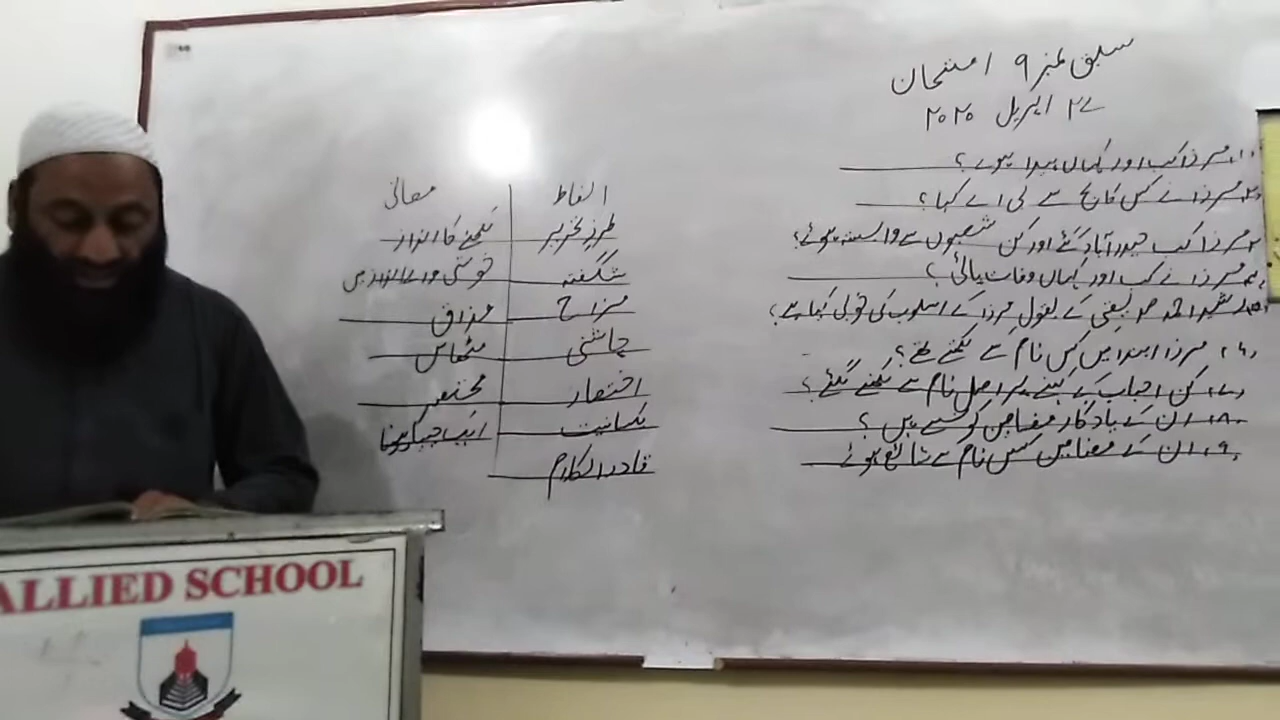 سبق نمبر ۹ امتحان
۲۷ اپریل ۲۰۲۰
۱. مرزا کب اور کہاں پیدا ہوئے؟
۲. مرزا نے کس کالج سے بی اے کیا؟
۳. مرزا کب حیدرآباد گئے اور کن شعبوں سے وابستہ ہوئے؟
۴. مرزا نے کب اور کہاں وفات پائی؟
۵. رشید احمد صدیقی کے بقول مرزا کے اسلوب کی خوبی کیا ہے؟
۶. مرزا ابتدا میں کس نام سے لکھتے تھے؟
۷. کن احباب کے کہنے پر اصل نام سے لکھنے لگے؟
۸. ان کے یادگار مضامین کونسے ہیں؟
۹. ان کے مضامین کس نام سے شائع ہوئے
الفاظ معانی
طرزِ تحریر لکھنے کا انداز
شگفتہ خوشی والے انداز میں
مزاح مذاق
چاشنی مٹھاس
اختصار مختصر
یکسانیت ایک جیسا ہونا
قادر الکلام
ALLIED SCHOOL